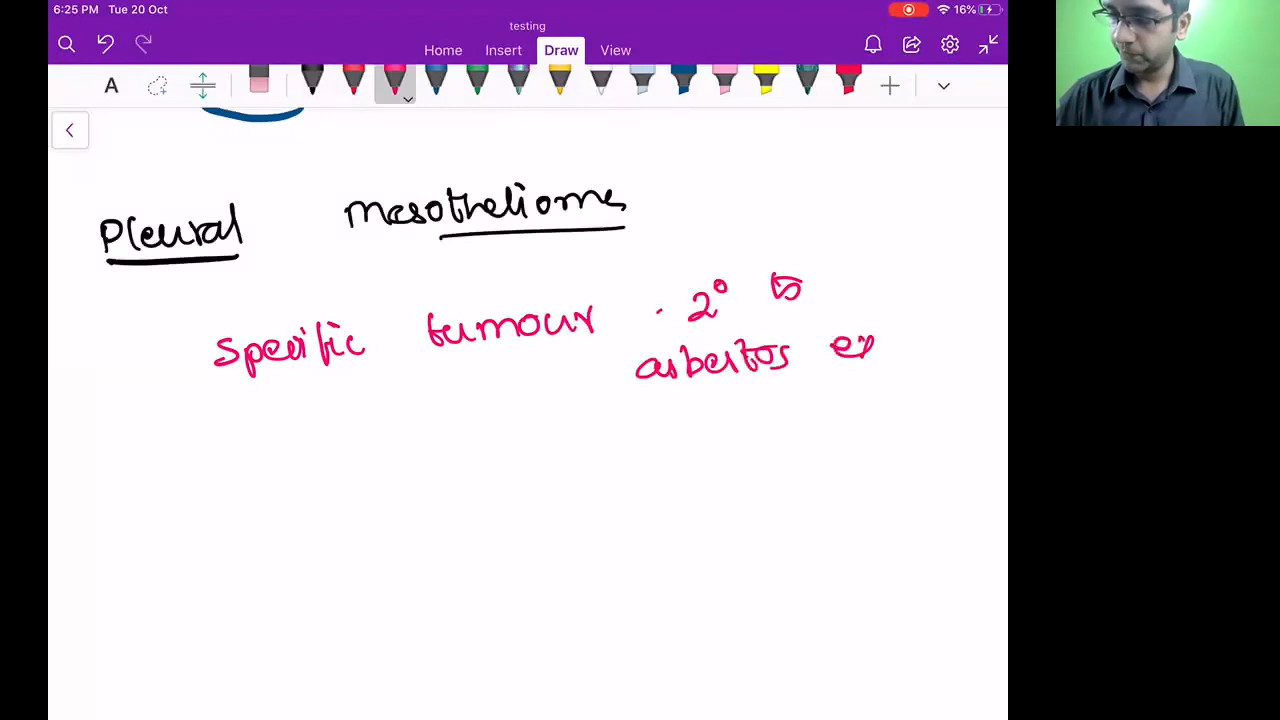 6:25 PM Tue 20 Oct
16%
testing
Home Insert Draw View
A
Pleural Mesothelioma
Specific tumour 2° to
asbestos ex